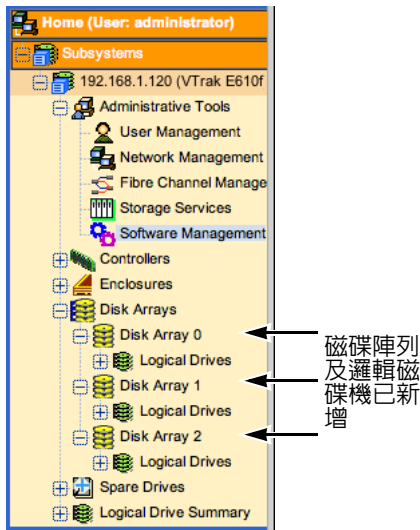 Home (User: administrator)
Subsystems
192.168.1.120 (VTrak E610f
Administrative Tools
User Management
Network Management
Fibre Channel Manage
Storage Services
Software Management
Controllers
Enclosures
Disk Arrays
Disk Array 0
Logical Drives
Disk Array 1
Logical Drives
Disk Array 2
Logical Drives
Spare Drives
Logical Drive Summary
磁碟陣列
及邏輯磁
碟機已新
增